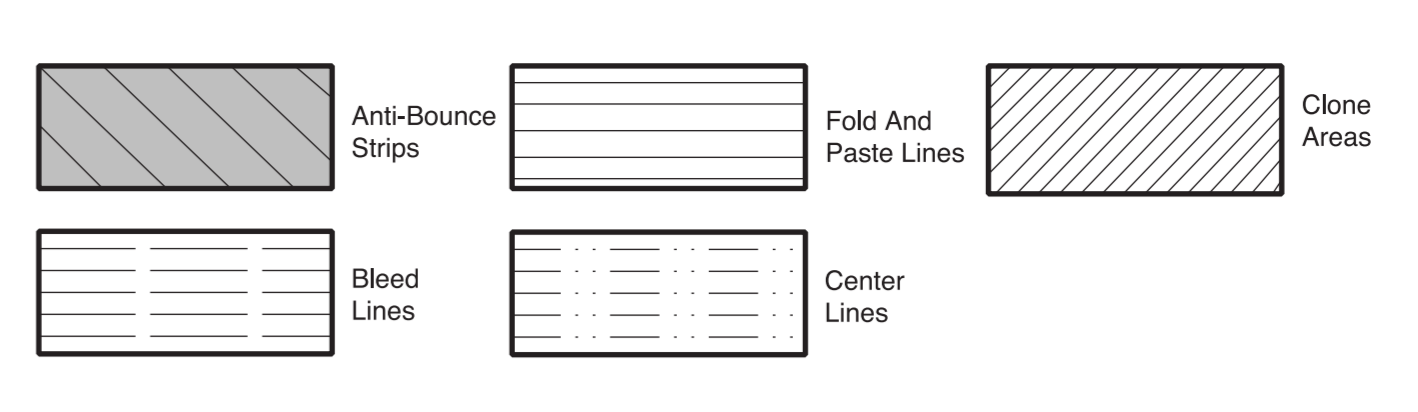 Anti-Bounce
Strips
Fold And
Paste Lines
Clone
Areas
Bleed
Lines
Center
Lines